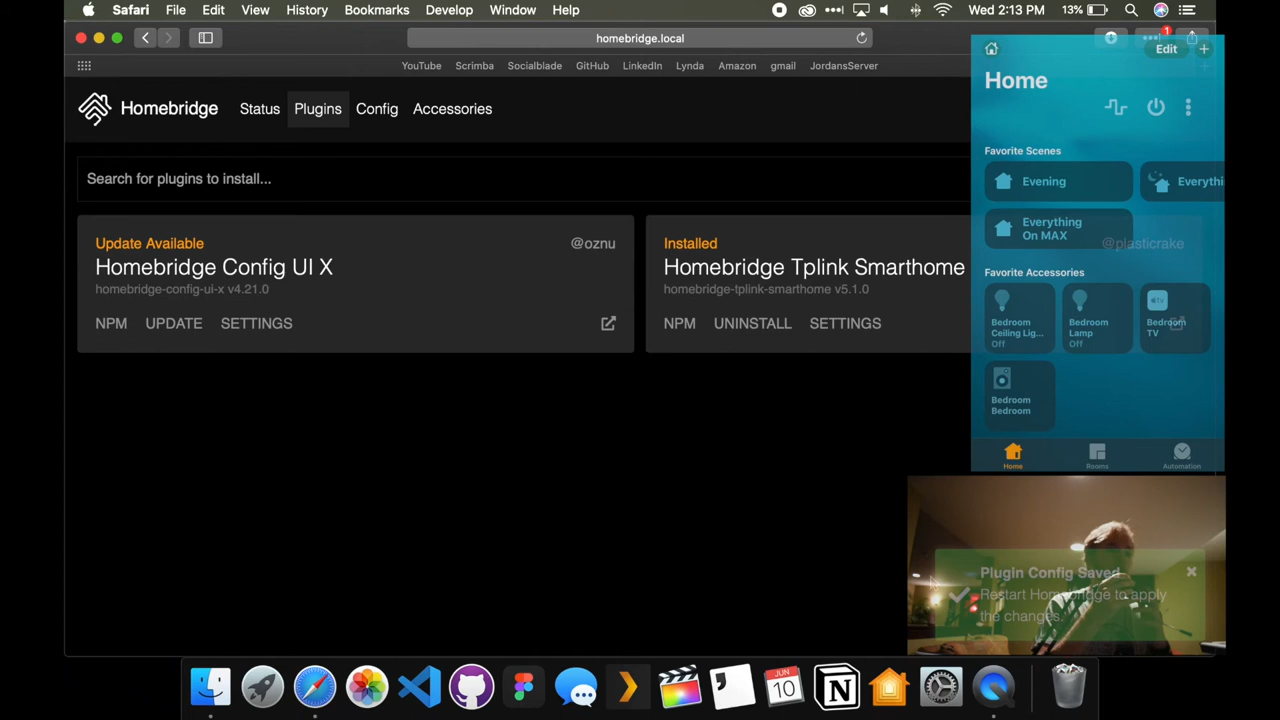 Safari File Edit View History Bookmarks Develop Window Help Wed 2:13 PM 13%
homebridge.local
1
YouTube Scrimba Socialblade GitHub LinkedIn Lynda Amazon gmail JordansServer
Homebridge Status Plugins Config Accessories
Search for plugins to install...
Update Available @oznu
Homebridge Config UI X
homebridge-config-ui-x v4.21.0
NPM UPDATE SETTINGS
Installed @plasticrake
Homebridge Tplink Smarthome
homebridge-tplink-smarthome v5.1.0
NPM UNINSTALL SETTINGS
Edit
Home
Favorite Scenes
Evening
Everythi
Everything
On MAX
Favorite Accessories
Bedroom
Ceiling Lig...
Off
Bedroom
Lamp
Off
tv
Bedroom
TV
Bedroom
Bedroom
Home Rooms Automation
Plugin Config Saved
Restart Homebridge to apply
the changes.
JUN
10